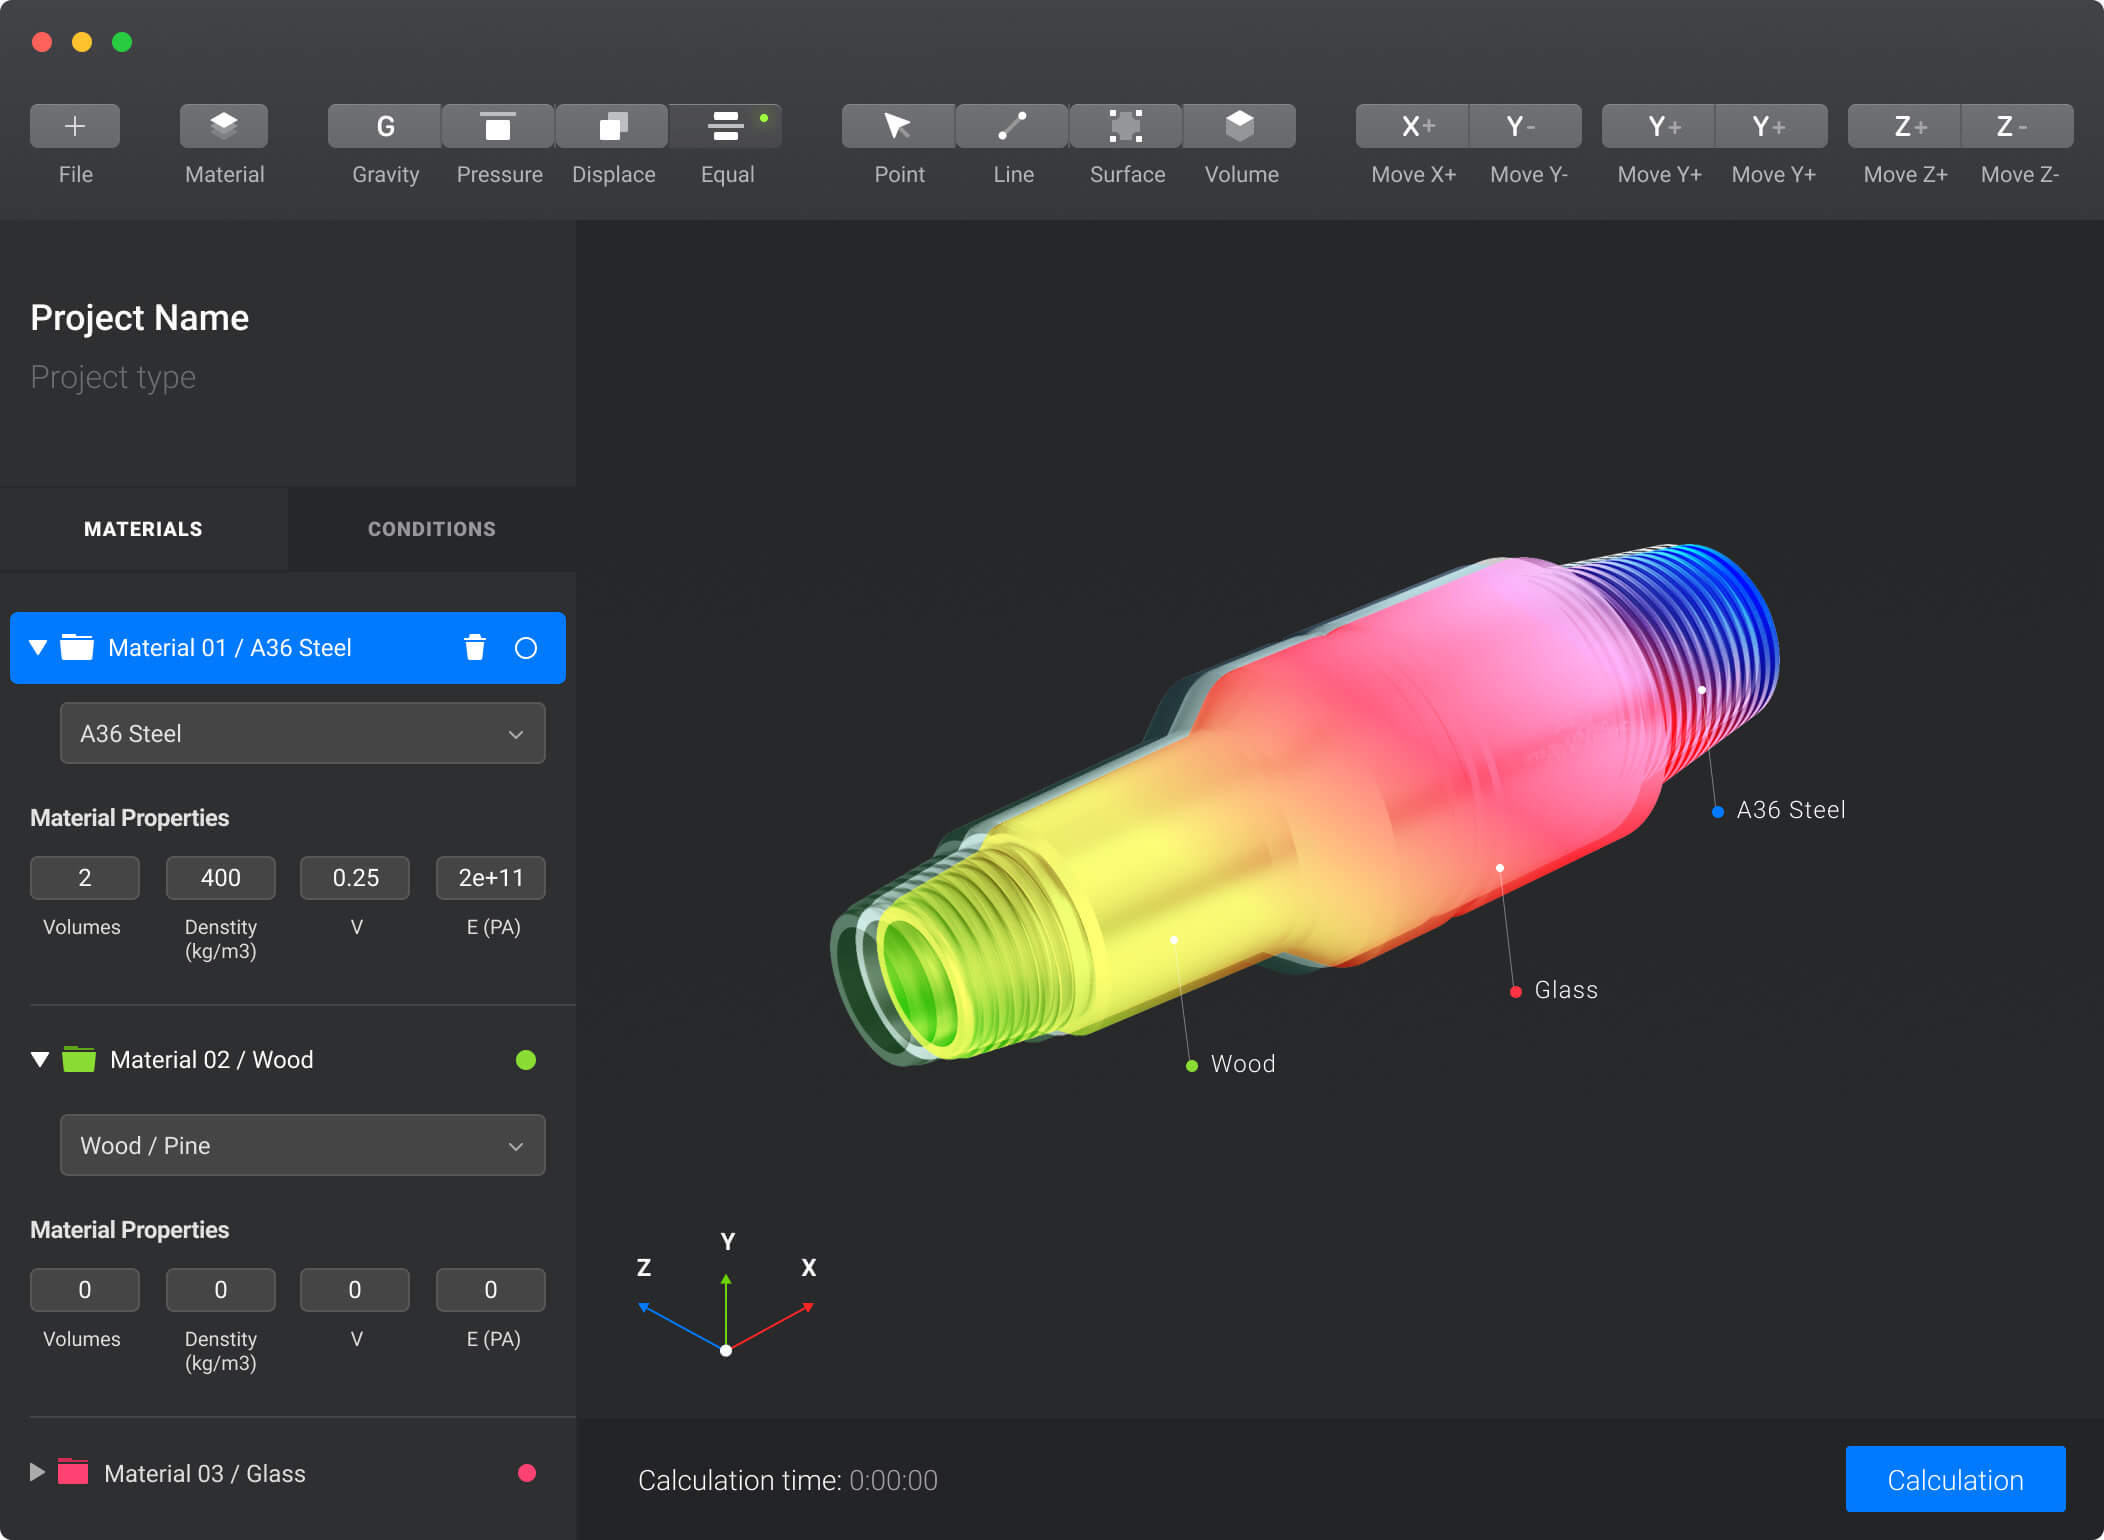 G
X+
Y-
Y+
Y+
Z+
Z-
File
Material
Gravity
Pressure
Displace
Equal
Point
Line
Surface
Volume
Move X+
Move Y-
Move Y+
Move Y+
Move Z+
Move Z-
Project Name
Project type
MATERIALS
CONDITIONS
Material 01 / A36 Steel
A36 Steel
Material Properties
2
400
0.25
2e+11
Volumes
Denstity
(kg/m3)
V
E (PA)
Material 02 / Wood
Wood / Pine
Material Properties
0
0
0
0
Volumes
Denstity
(kg/m3)
V
E (PA)
Material 03 / Glass
A36 Steel
Glass
Wood
Y
Z
X
Calculation time: 0:00:00
Calculation